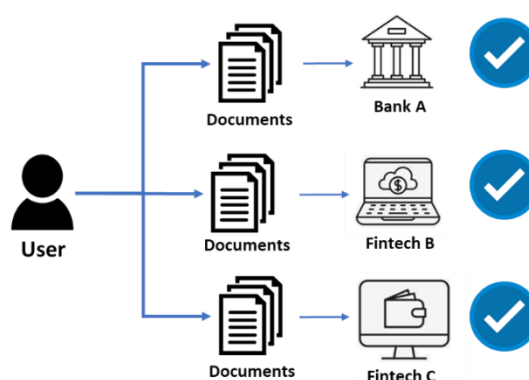 Documents
Bank A
User
Documents
Fintech B
Documents
Fintech C